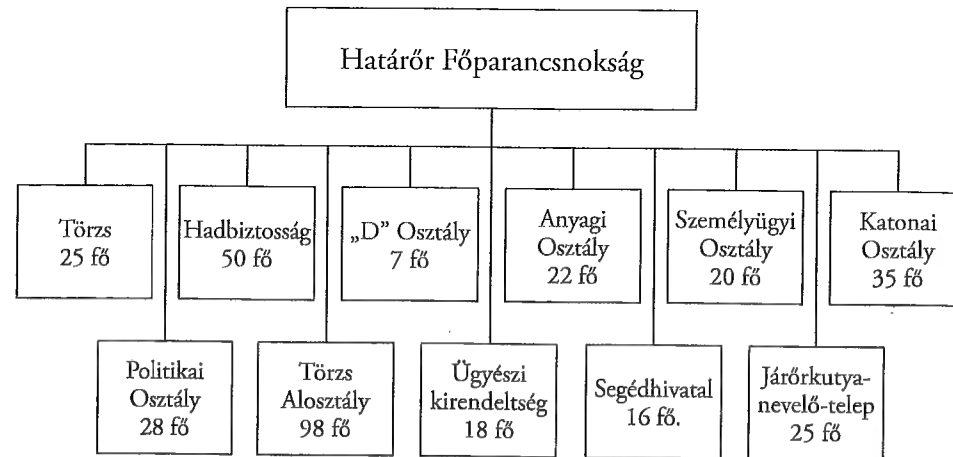 Határőr Főparancsnokság
Törzs
25 fő
Hadbiztosság
50 fő
„D” Osztály
7 fő
Anyagi
Osztály
22 fő
Személyügyi
Osztály
20 fő
Katonai
Osztály
35 fő
Politikai
Osztály
28 fő
Törzs
Alosztály
98 fő
Ügyészi
kirendeltség
18 fő
Segédhivatal
16 fő.
Járőrkutya-
nevelő-telep
25 fő